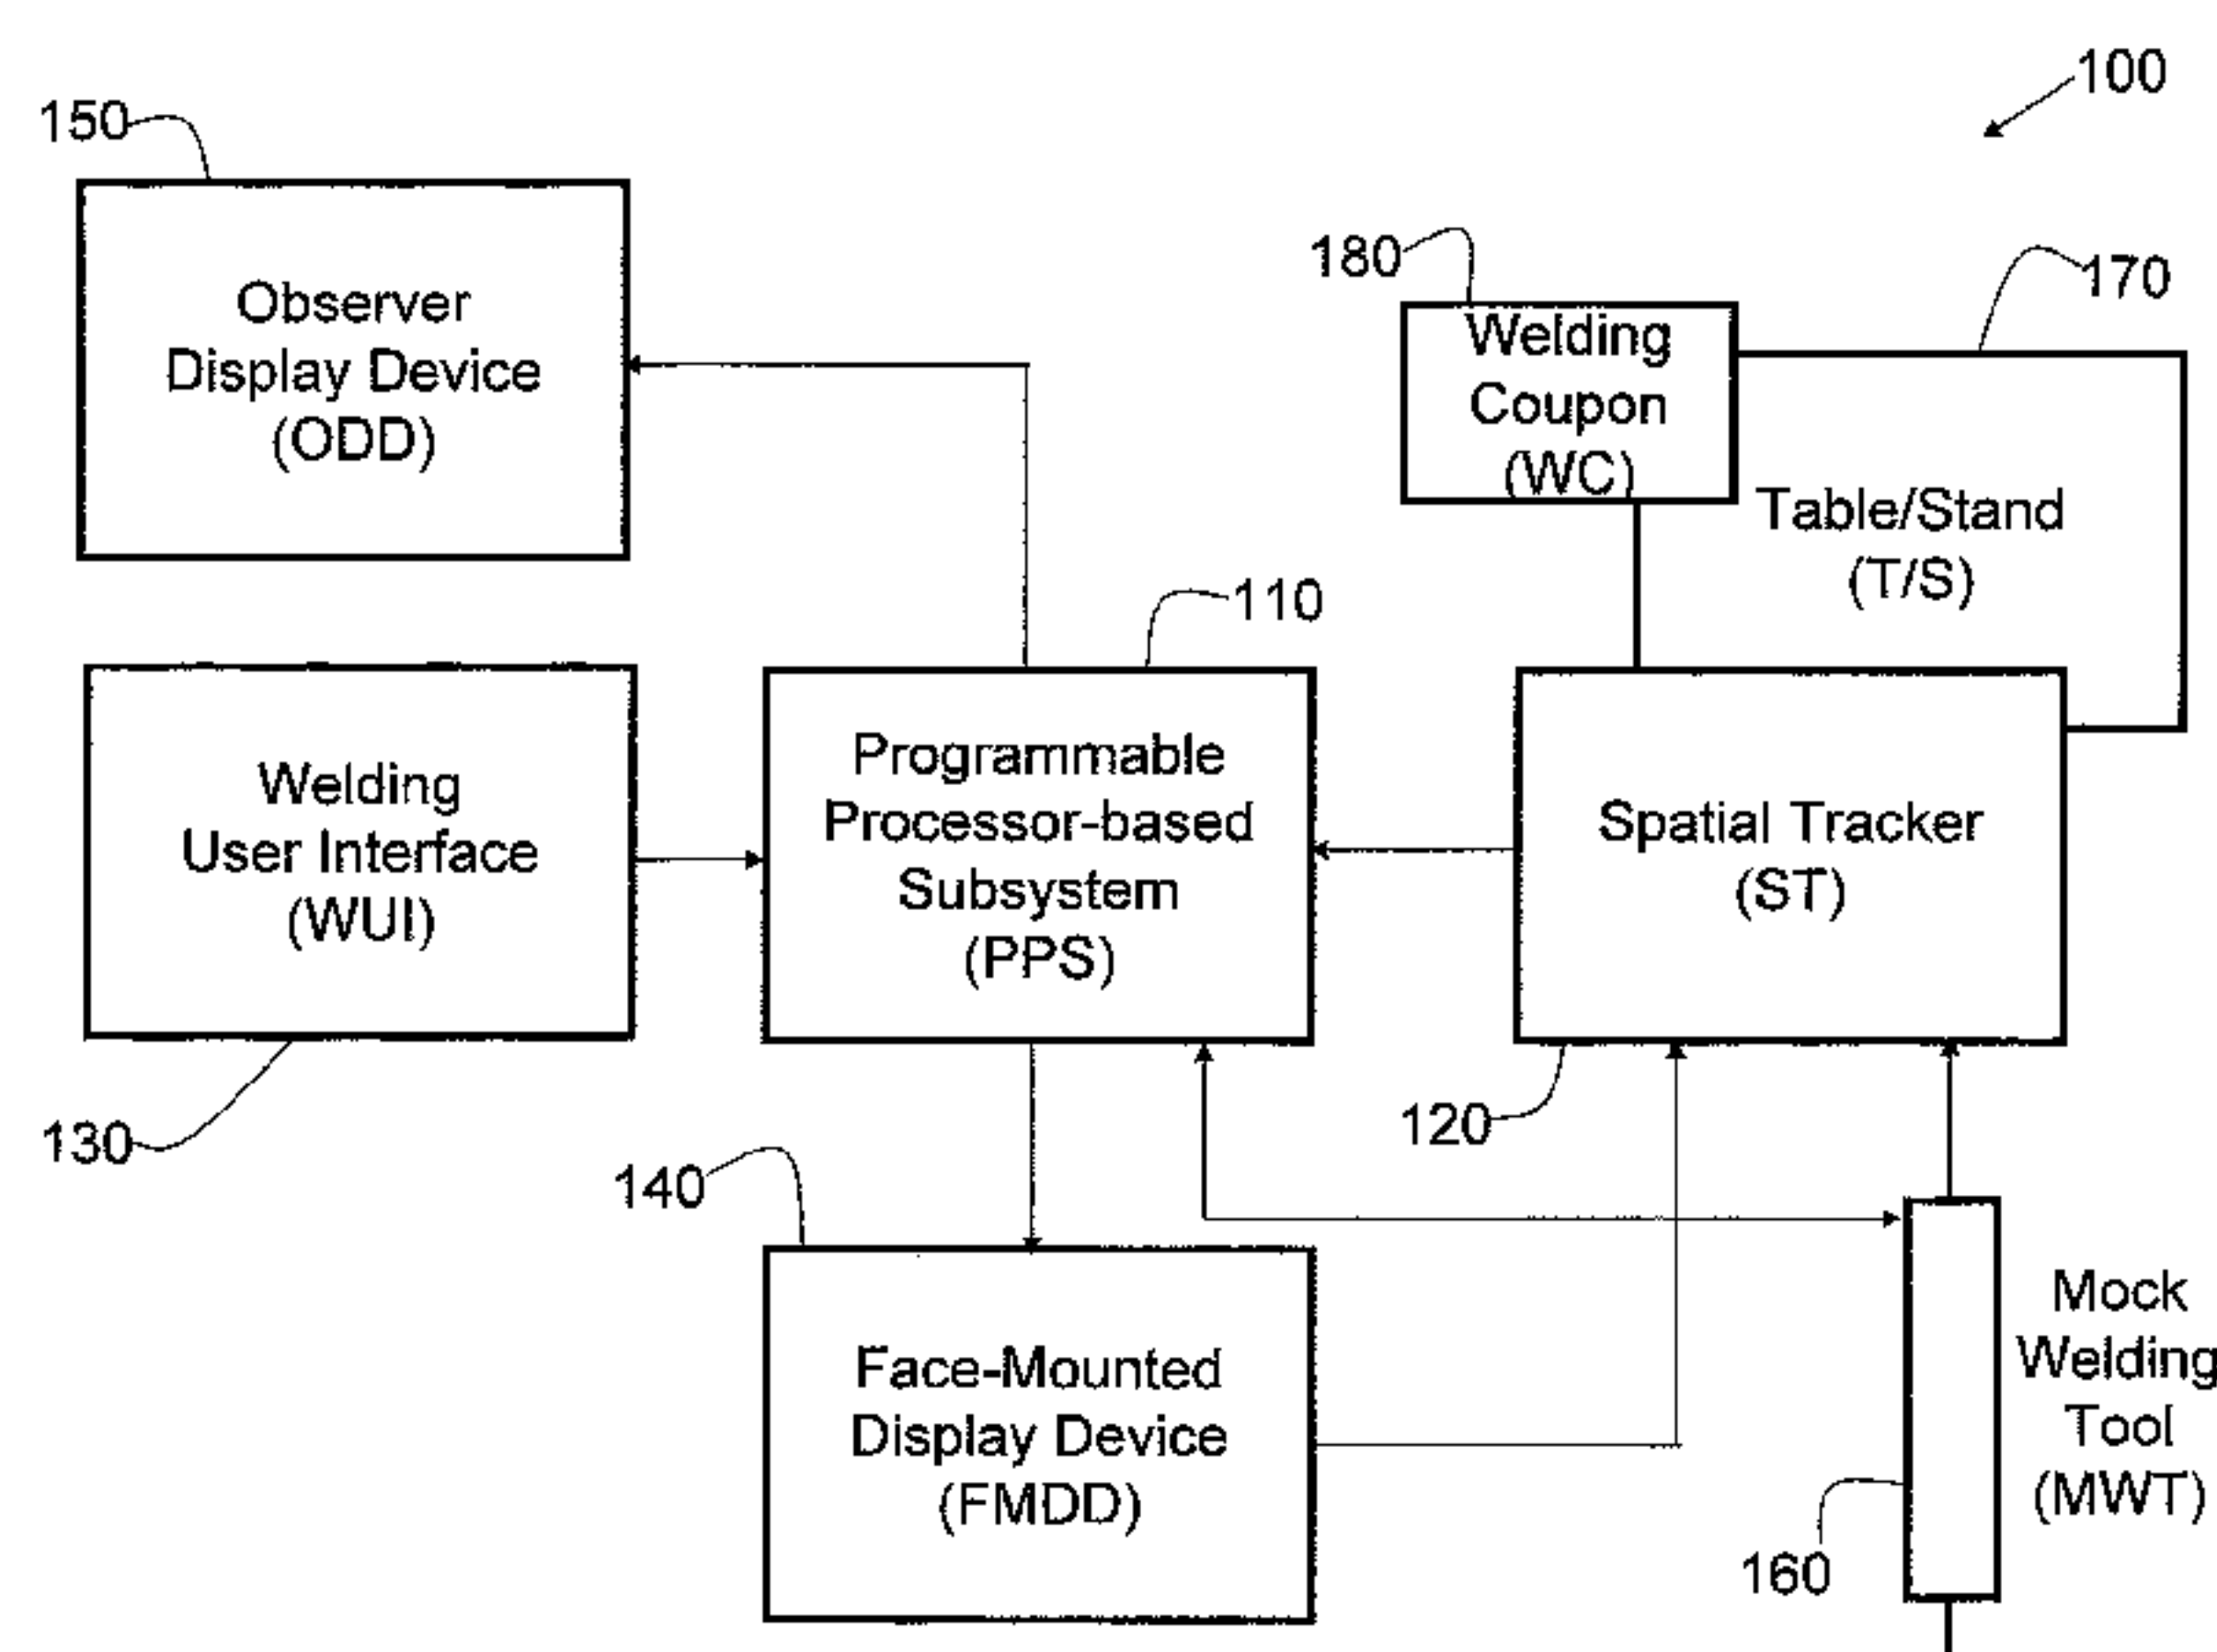 100
150
Observer
Display Device
(ODD)
180
Welding
Coupon
(WC)
170
Table/Stand
(T/S)
110
Welding
User Interface
(WUI)
130
Programmable
Processor-based
Subsystem
(PPS)
Spatial Tracker
(ST)
120
140
Face-Mounted
Display Device
(FMDD)
Mock
Welding
Tool
(MWT)
160